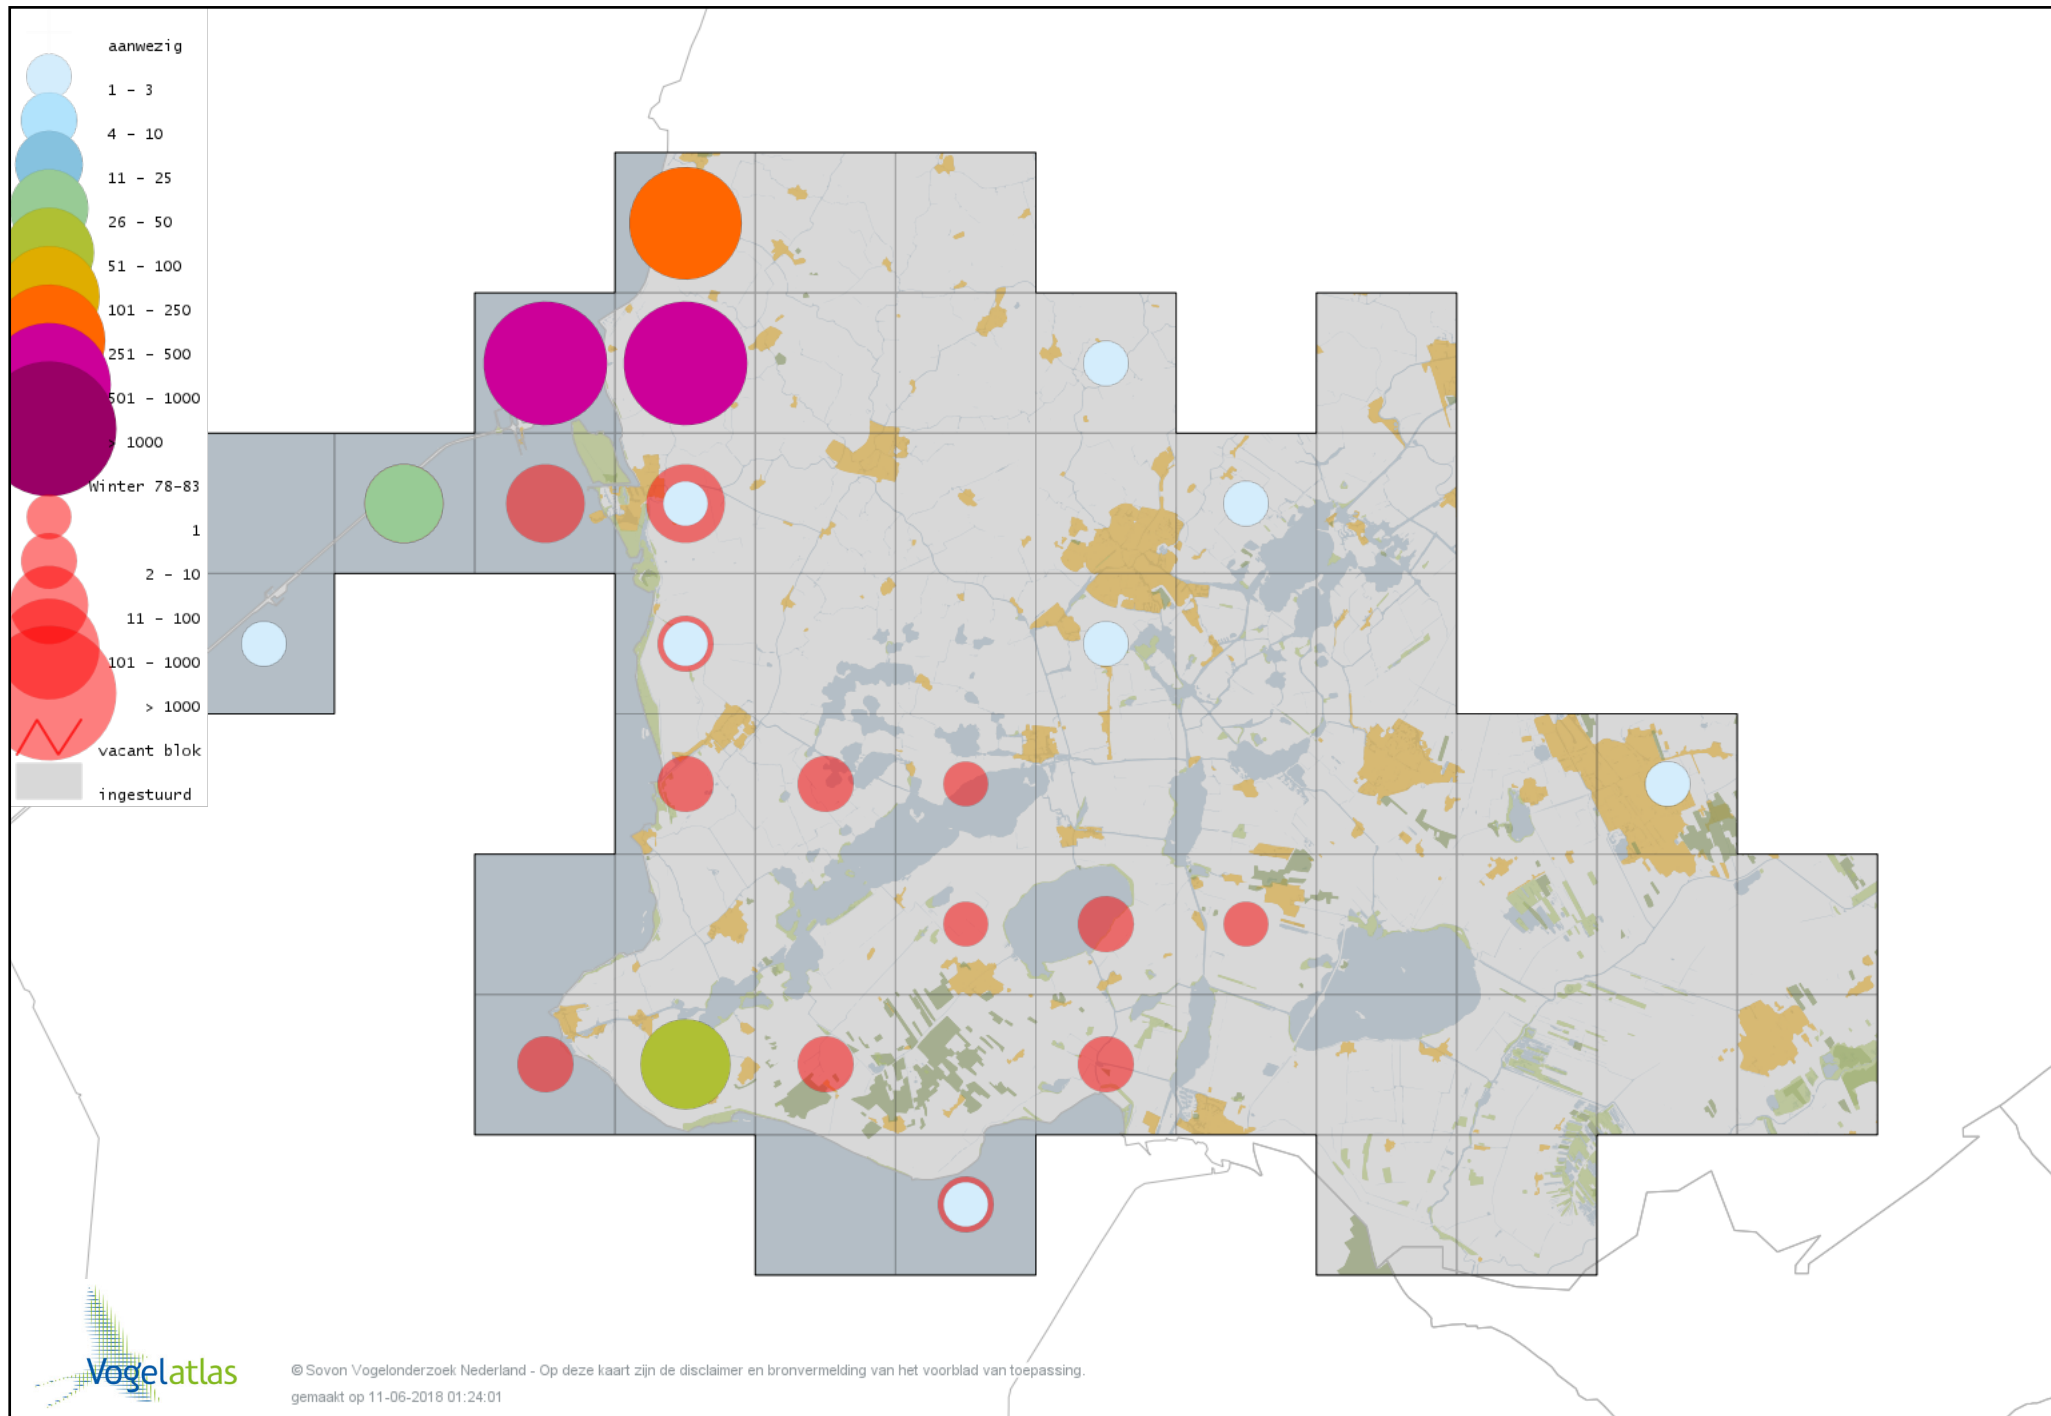 aanwezig
1 - 3
4 - 10
11 - 25
26 - 50
51 - 100
101 - 250
251 - 500
501 - 1000
> 1000
Winter 78-83
1
2 - 10
11 - 100
101 - 1000
> 1000
vacant blok
ingestuurd
Vogelatlas
© Sovon Vogelonderzoek Nederland - Op deze kaart zijn de disclaimer en bronvermelding van het voorblad van toepassing.
gemaakt op 11-06-2018 01:24:01